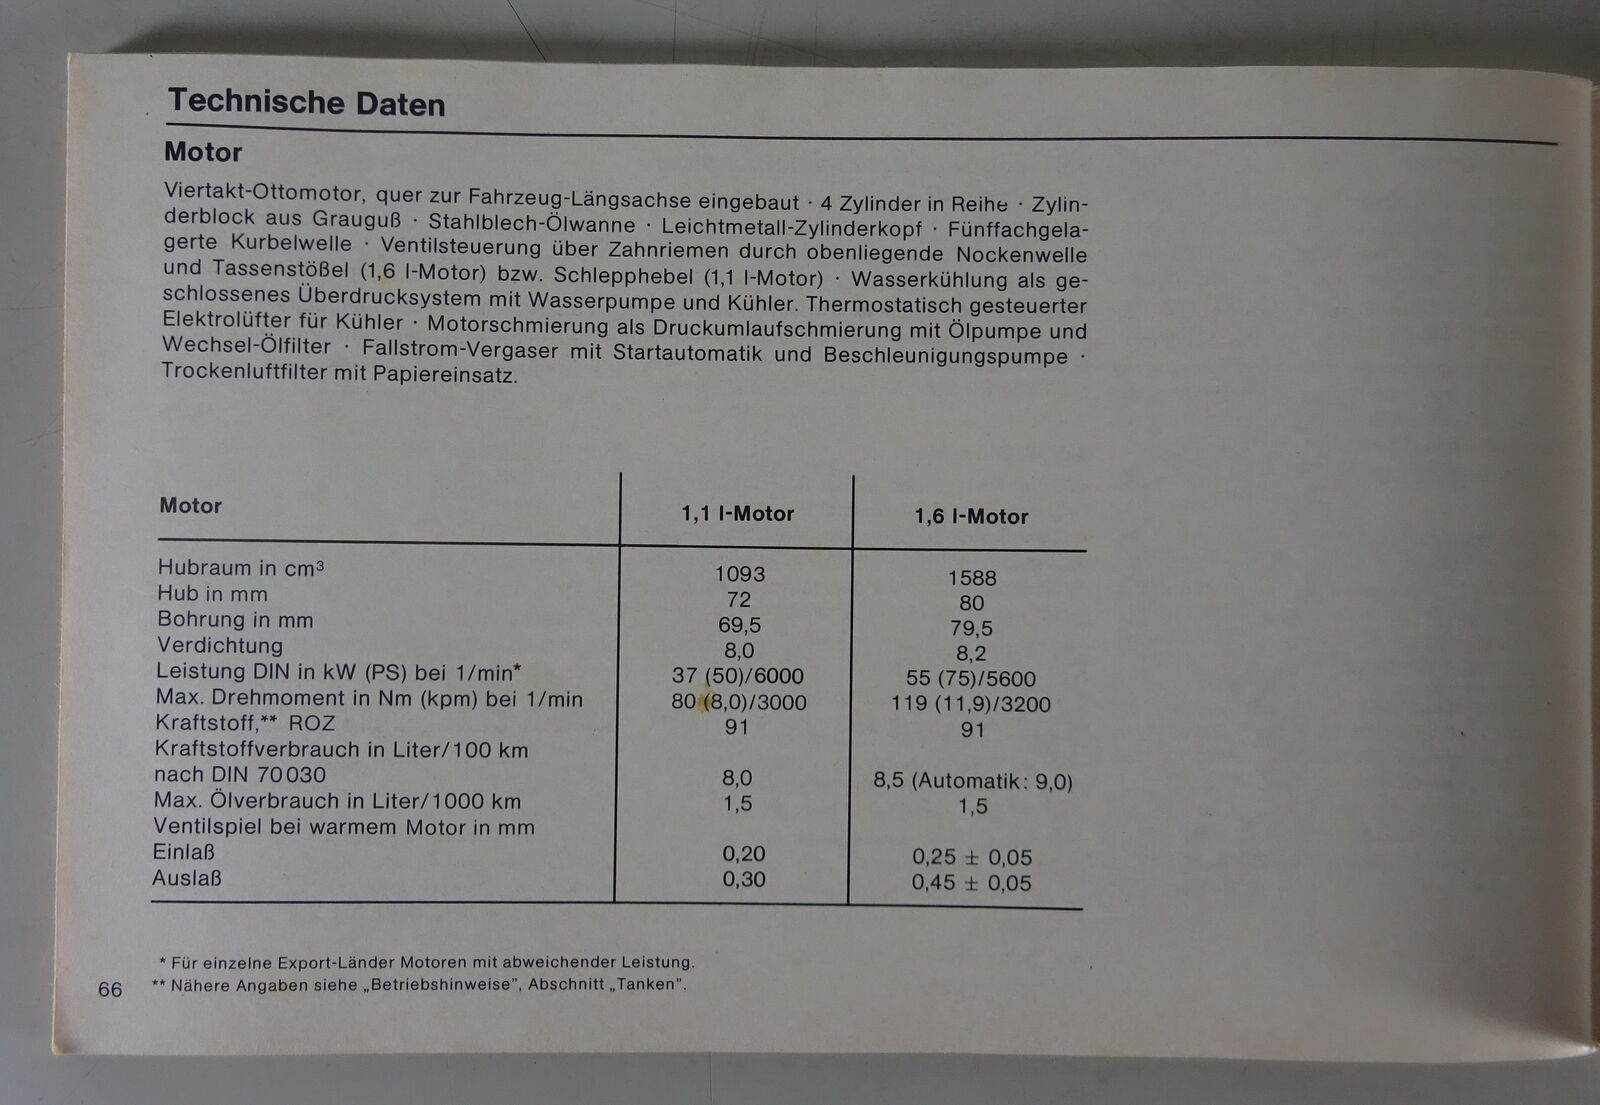 Technische Daten
Motor
Viertakt-Ottomotor, quer zur Fahrzeug-Längsachse eingebaut · 4 Zylinder in Reihe · Zylin-
derblock aus Grauguß · Stahlblech-Ölwanne · Leichtmetall-Zylinderkopf · Fünffachgela-
gerte Kurbelwelle · Ventilsteuerung über Zahnriemen durch obenliegende Nockenwelle
und Tassenstößel (1,6 l-Motor) bzw. Schlepphebel (1,1 l-Motor) · Wasserkühlung als ge-
schlossenes Überdrucksystem mit Wasserpumpe und Kühler. Thermostatisch gesteuerter
Elektrolüfter für Kühler · Motorschmierung als Druckumlaufschmierung mit Ölpumpe und
Wechsel-Ölfilter · Fallstrom-Vergaser mit Startautomatik und Beschleunigungspumpe ·
Trockenluftfilter mit Papiereinsatz.
Motor 1,1 l-Motor 1,6 l-Motor
Hubraum in cm³ 1093 1588
Hub in mm 72 80
Bohrung in mm 69,5 79,5
Verdichtung 8,0 8,2
Leistung DIN in kW (PS) bei 1/min* 37 (50)/6000 55 (75)/5600
Max. Drehmoment in Nm (kpm) bei 1/min 80 (8,0)/3000 119 (11,9)/3200
Kraftstoff,** ROZ 91 91
Kraftstoffverbrauch in Liter/100 km
nach DIN 70 030 8,0 8,5 (Automatik: 9,0)
Max. Ölverbrauch in Liter/1000 km 1,5 1,5
Ventilspiel bei warmem Motor in mm
Einlaß 0,20 0,25 ± 0,05
Auslaß 0,30 0,45 ± 0,05
* Für einzelne Export-Länder Motoren mit abweichender Leistung.
** Nähere Angaben siehe „Betriebshinweise”, Abschnitt „Tanken”.
66